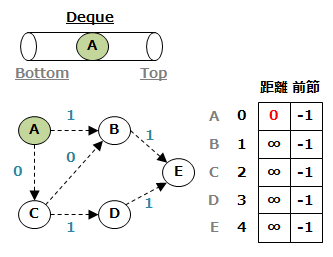 Deque
A
Bottom Top
距離 前節
A 1 B A 0 0 -1
0 0 1 B 1 ∞ -1
E C 2 ∞ -1
C 1 D 1 D 3 ∞ -1
E 4 ∞ -1